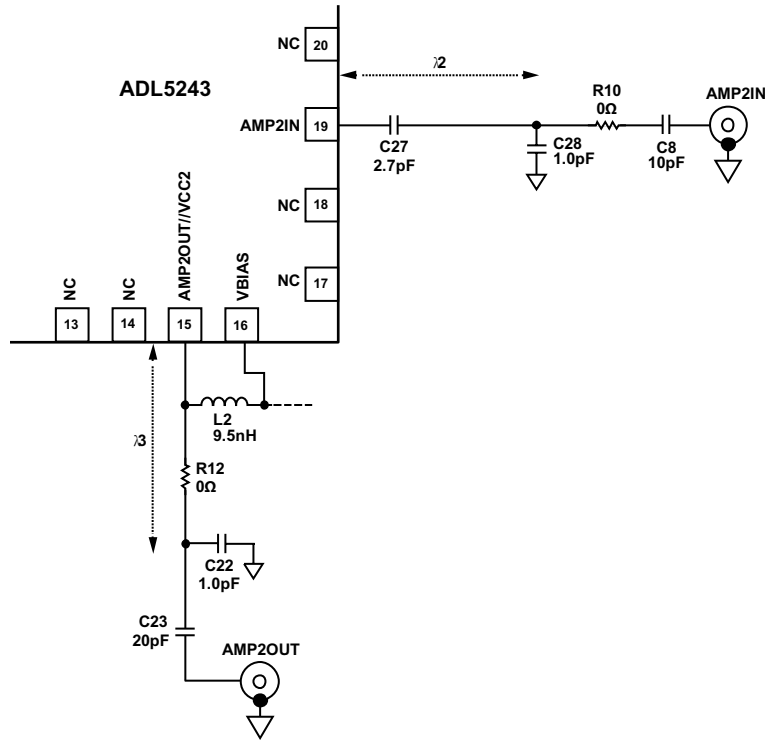 NC
20
λ2
ADL5243
R10
0Ω
AMP2IN
AMP2IN
19
C27
2.7pF
C28
1.0pF
C8
10pF
NC
18
AMP2OUT//VCC2
VBIAS
NC
17
NC
NC
13
14
15
16
L2
9.5nH
λ3
R12
0Ω
C22
1.0pF
C23
20pF
AMP2OUT